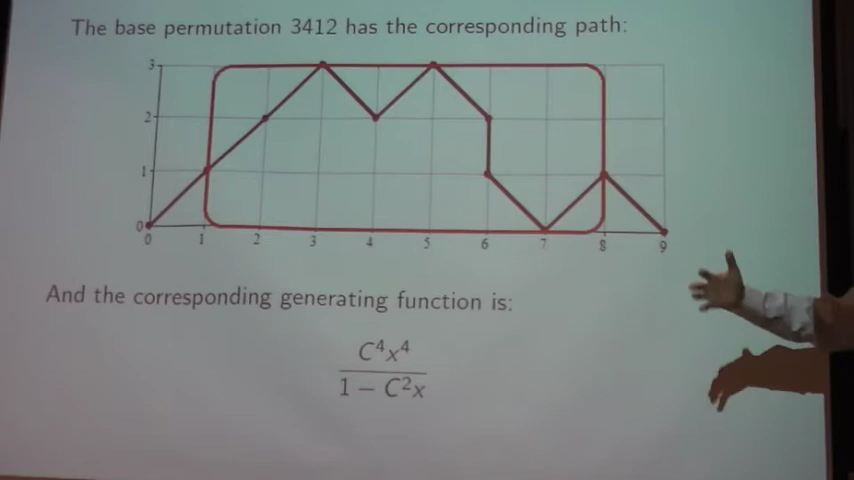 The base permutation 3412 has the corresponding path:
3
2
1
0
0 1 2 3 4 5 6 7 8 9
And the corresponding generating function is:
C⁴x⁴
1 − C²x